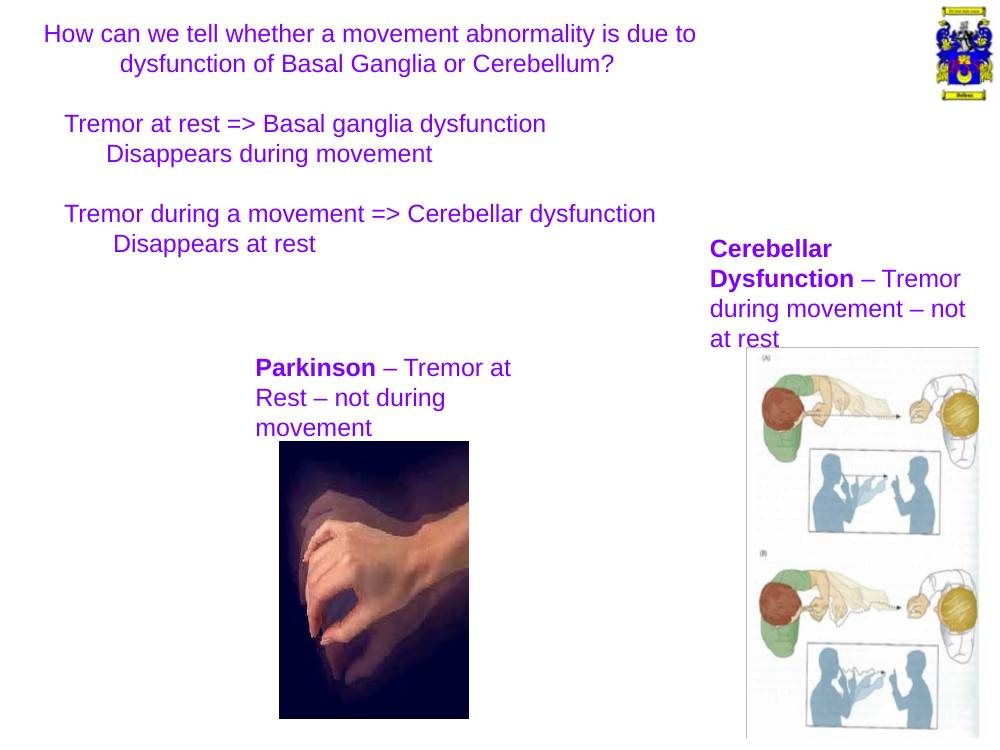 How can we tell whether a movement abnormality is due to
dysfunction of Basal Ganglia or Cerebellum?
Tremor at rest => Basal ganglia dysfunction
Disappears during movement
Tremor during a movement => Cerebellar dysfunction
Disappears at rest
Cerebellar
Dysfunction – Tremor
during movement – not
at rest
Parkinson – Tremor at
Rest – not during
movement
(A)
(B)